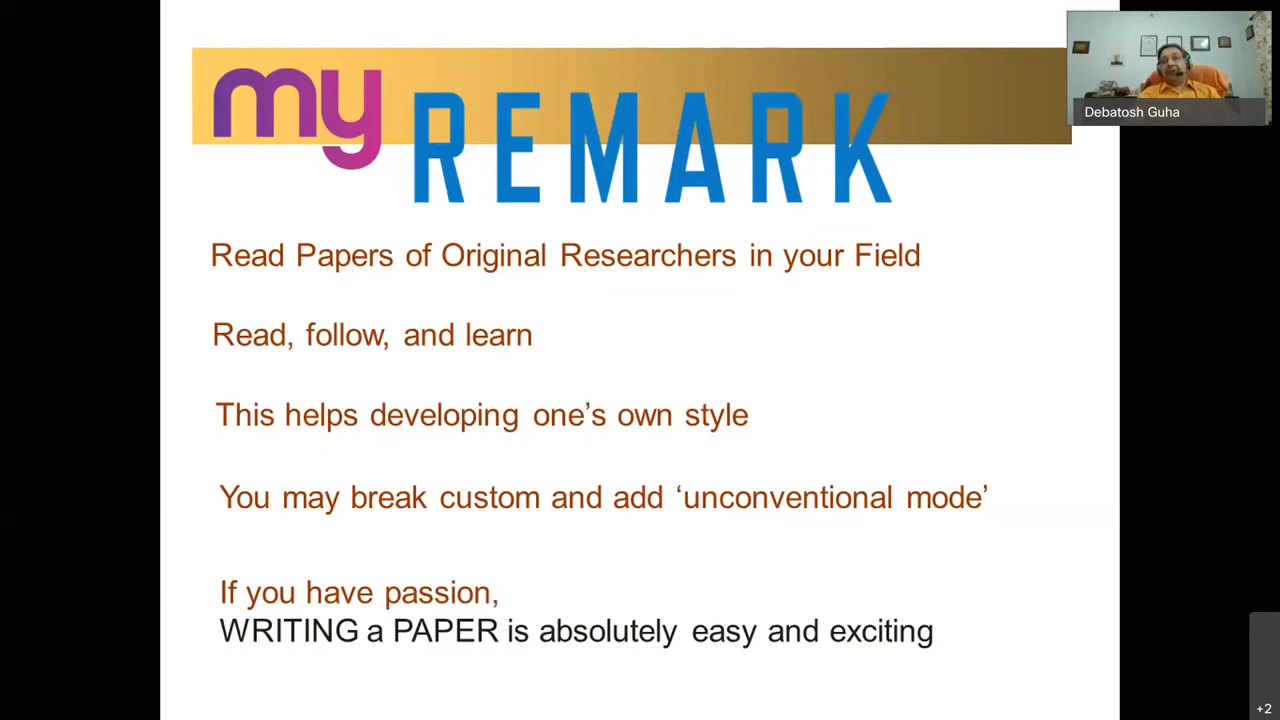 my REMARK
Debatosh Guha
Read Papers of Original Researchers in your Field
Read, follow, and learn
This helps developing one’s own style
You may break custom and add ‘unconventional mode’
If you have passion,
WRITING a PAPER is absolutely easy and exciting
+2